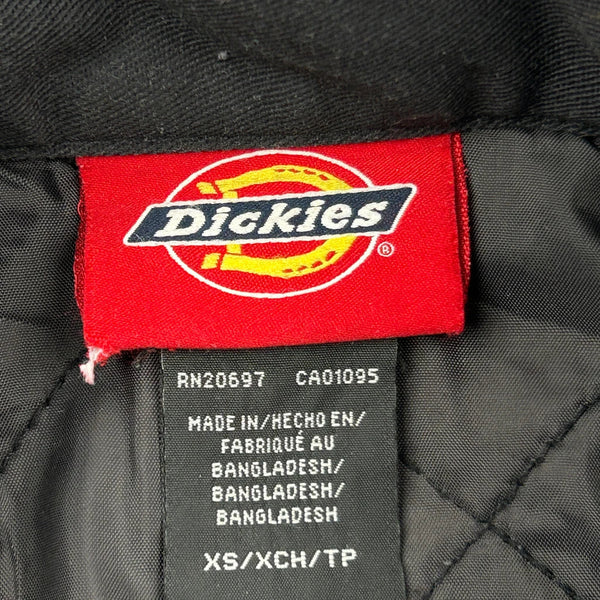 Dickies
®
RN20697 CA01095
MADE IN/HECHO EN/
FABRIQUÉ AU
BANGLADESH/
BANGLADESH/
BANGLADESH
XS/XCH/TP